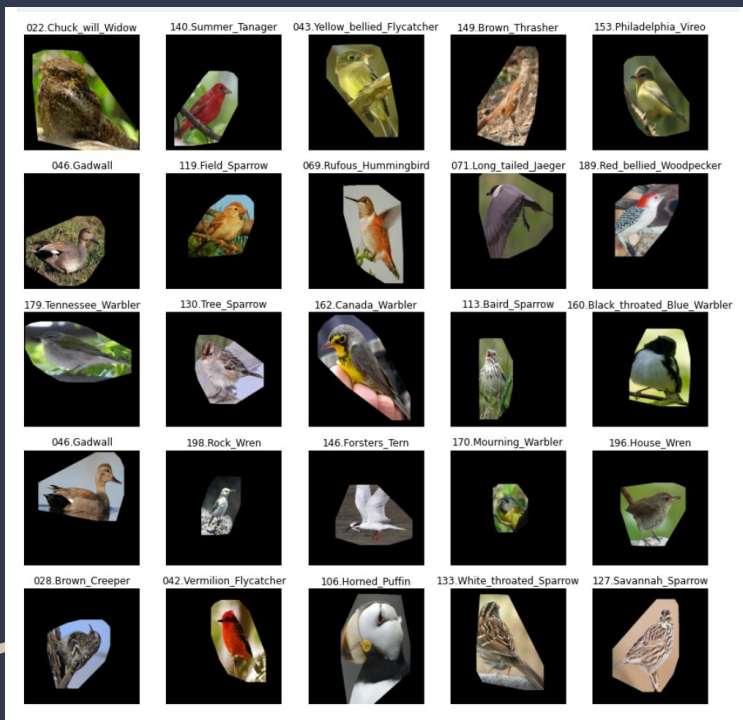 022.Chuck_will_Widow 140.Summer_Tanager 043.Yellow_bellied_Flycatcher 149.Brown_Thrasher 153.Philadelphia_Vireo
046.Gadwall 119.Field_Sparrow 069.Rufous_Hummingbird 071.Long_tailed_Jaeger 189.Red_bellied_Woodpecker
179.Tennessee_Warbler 130.Tree_Sparrow 162.Canada_Warbler 113.Baird_Sparrow 160.Black_throated_Blue_Warbler
046.Gadwall 198.Rock_Wren 146.Forsters_Tern 170.Mourning_Warbler 196.House_Wren
028.Brown_Creeper 042.Vermilion_Flycatcher 106.Horned_Puffin 133.White_throated_Sparrow 127.Savannah_Sparrow